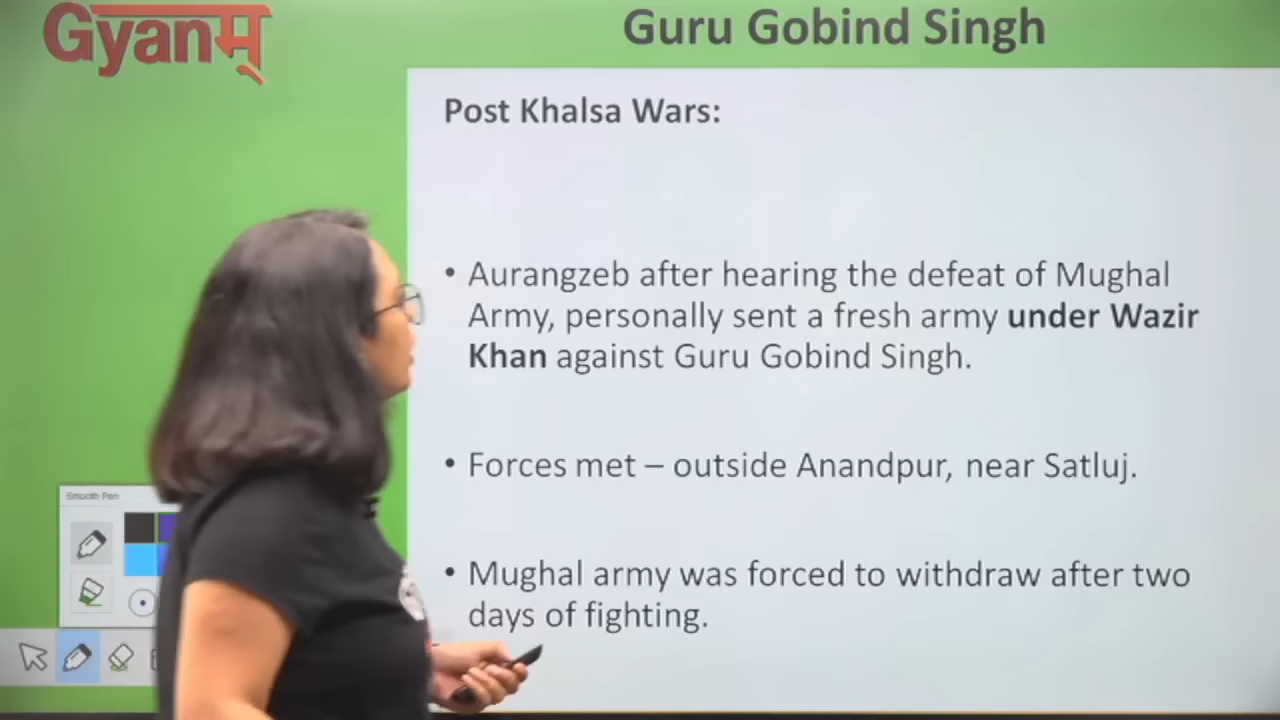 Gyanम्
Guru Gobind Singh
Post Khalsa Wars:
• Aurangzeb after hearing the defeat of Mughal
Army, personally sent a fresh army under Wazir
Khan against Guru Gobind Singh.
• Forces met – outside Anandpur, near Satluj.
• Mughal army was forced to withdraw after two
days of fighting.
Smooth Pen